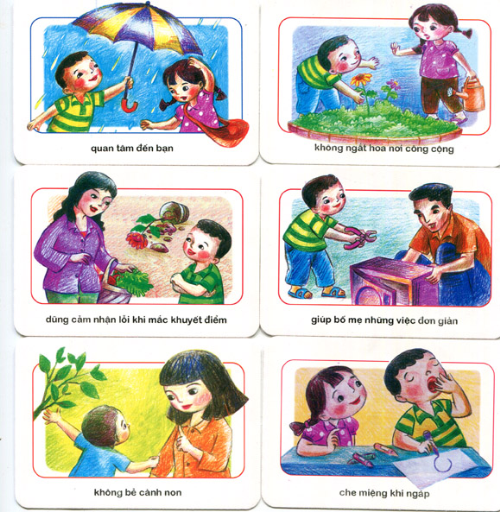 quan tâm đến bạn
không ngắt hoa nơi công cộng
dũng cảm nhận lỗi khi mắc khuyết điểm
giúp bố mẹ những việc đơn giản
không bẻ cành non
che miệng khi ngáp